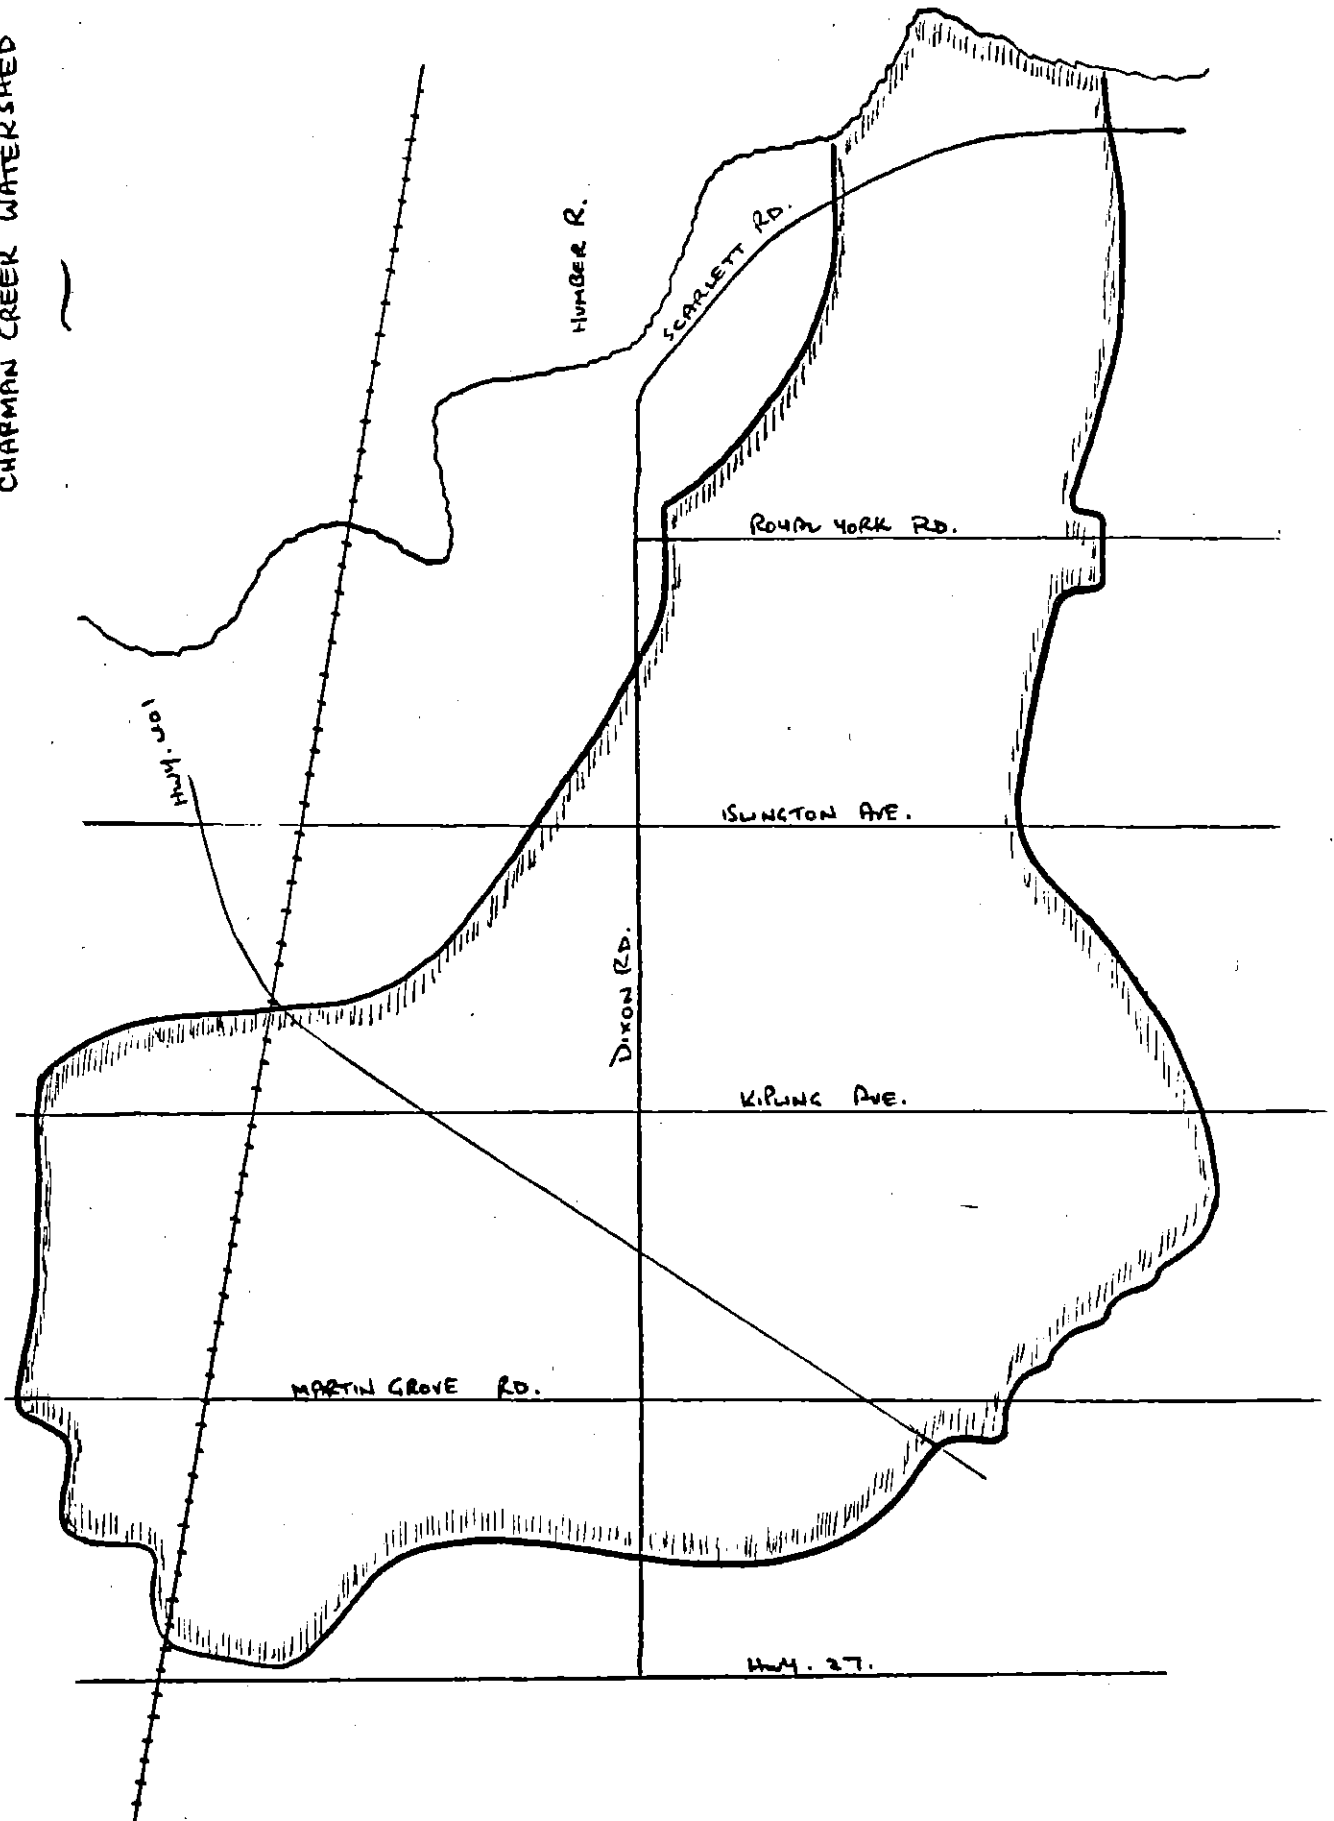 CHAPMAN CREEK WATERSHED
HUMBER R.
SCARLETT RD.
ROYAL YORK RD.
HWY. 401
ISLINGTON AVE.
DIXON RD.
KIPLING AVE.
MARTIN GROVE RD.
HWY. 27.